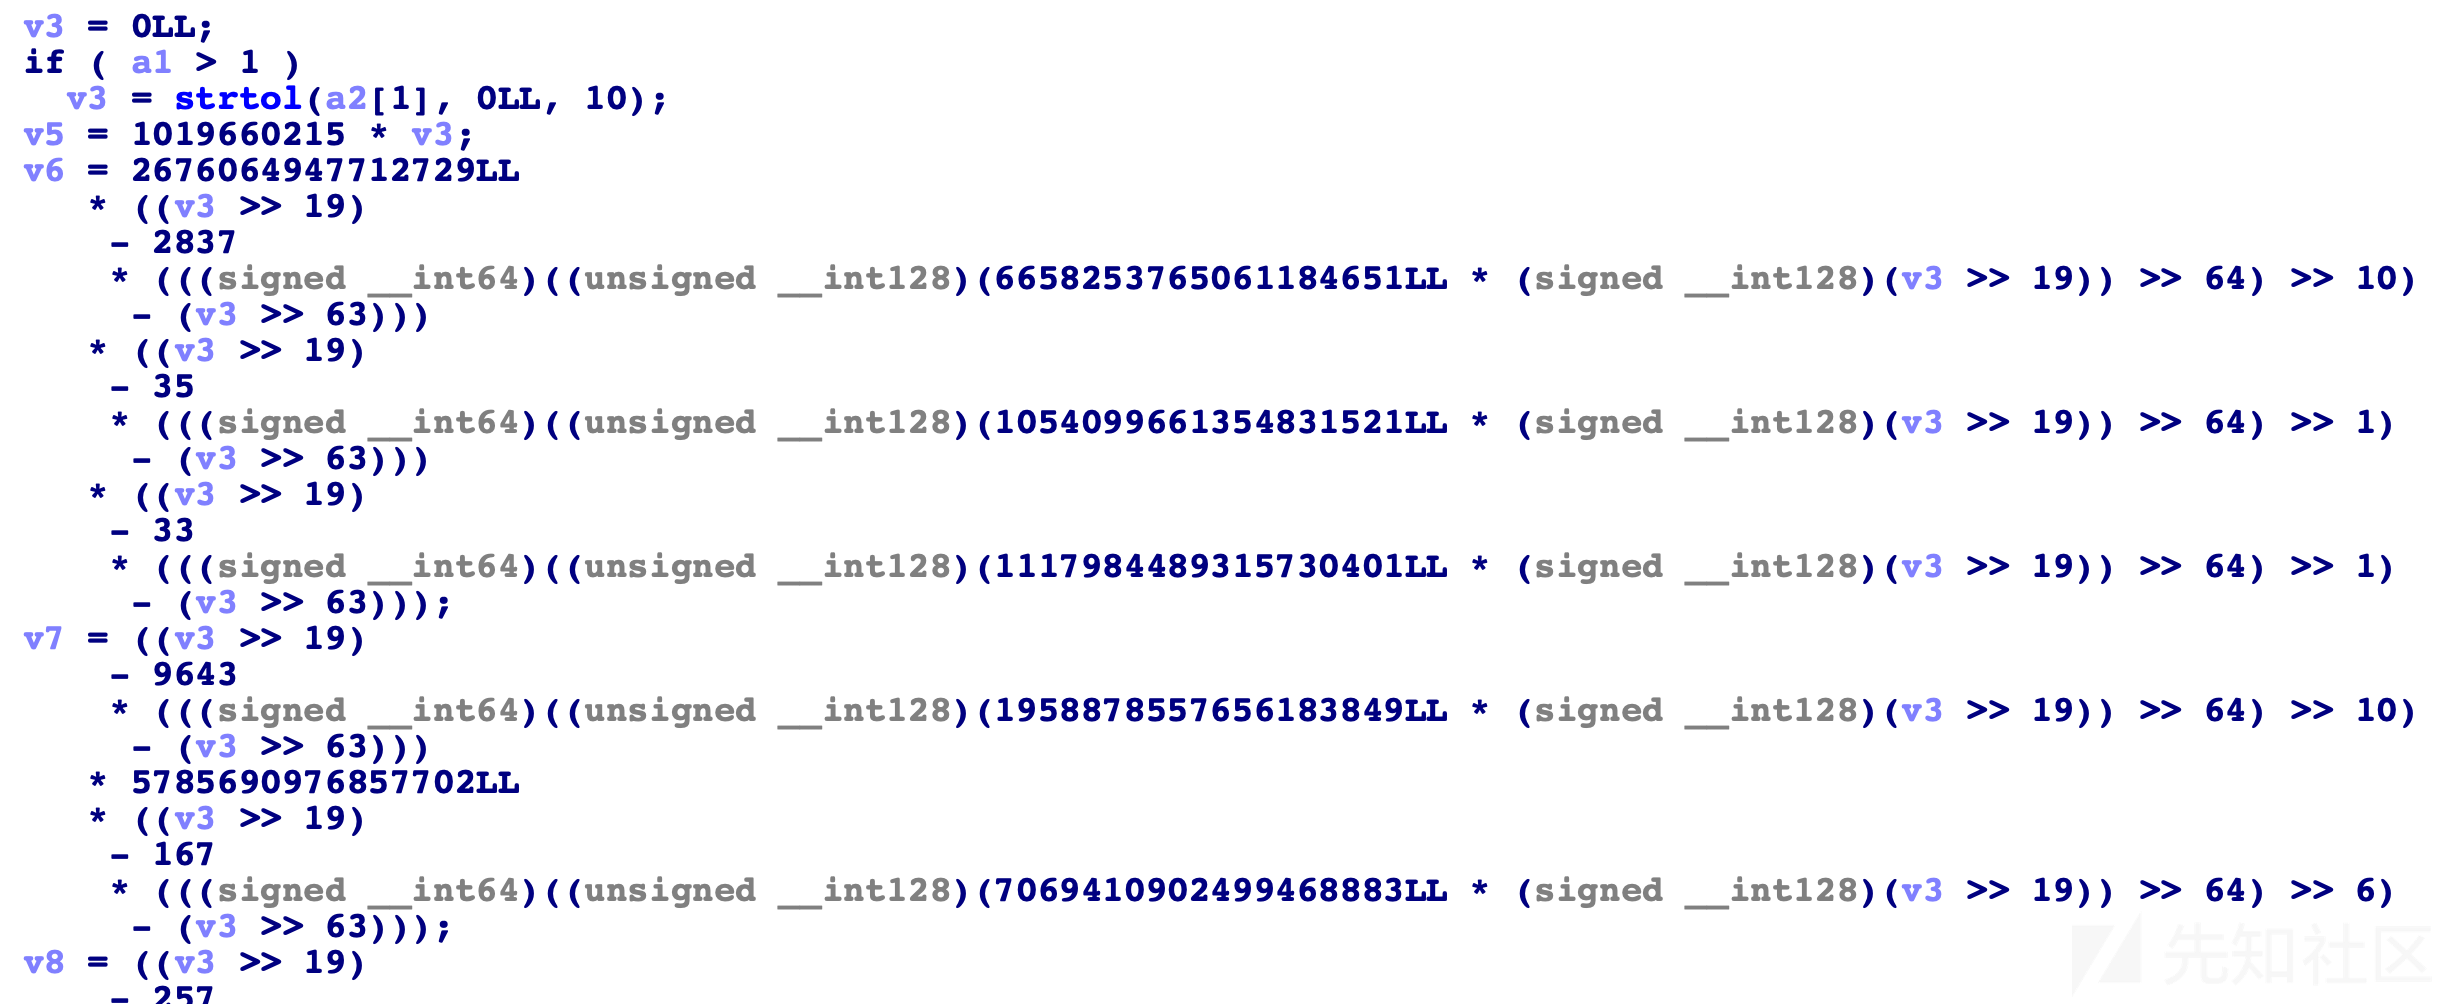 v3 = 0LL;
if ( a1 > 1 )
  v3 = strtol(a2[1], 0LL, 10);
v5 = 1019660215 * v3;
v6 = 2676064947712729LL
   * ((v3 >> 19)
    - 2837
    * (((signed __int64)((unsigned __int128)(6658253765061184651LL * (signed __int128)(v3 >> 19)) >> 64) >> 10)
     - (v3 >> 63)))
   * ((v3 >> 19)
    - 35
    * (((signed __int64)((unsigned __int128)(1054099661354831521LL * (signed __int128)(v3 >> 19)) >> 64) >> 1)
     - (v3 >> 63)))
   * ((v3 >> 19)
    - 33
    * (((signed __int64)((unsigned __int128)(1117984489315730401LL * (signed __int128)(v3 >> 19)) >> 64) >> 1)
     - (v3 >> 63)));
v7 = ((v3 >> 19)
    - 9643
    * (((signed __int64)((unsigned __int128)(1958878557656183849LL * (signed __int128)(v3 >> 19)) >> 64) >> 10)
     - (v3 >> 63)))
   * 5785690976857702LL
   * ((v3 >> 19)
    - 167
    * (((signed __int64)((unsigned __int128)(7069410902499468883LL * (signed __int128)(v3 >> 19)) >> 64) >> 6)
     - (v3 >> 63)));
v8 = ((v3 >> 19)
    - 257
先知社区